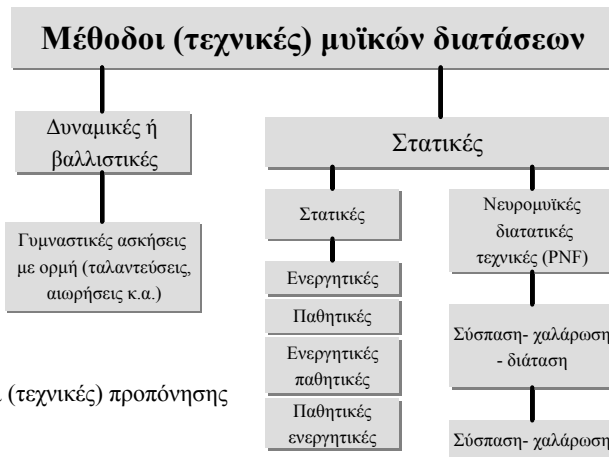 Μέθοδοι (τεχνικές) μυϊκών διατάσεων
Δυναμικές ή
βαλλιστικές
Στατικές
Γυμναστικές ασκήσεις
με ορμή (ταλαντεύσεις,
αιωρήσεις κ.α.)
Στατικές
Ενεργητικές
Παθητικές
Ενεργητικές
παθητικές
Παθητικές
ενεργητικές
Νευρομυϊκές
διατατικές
τεχνικές (PNF)
Σύσπαση- χαλάρωση
- διάταση
Σύσπαση- χαλάρωση
(τεχνικές) προπόνησης